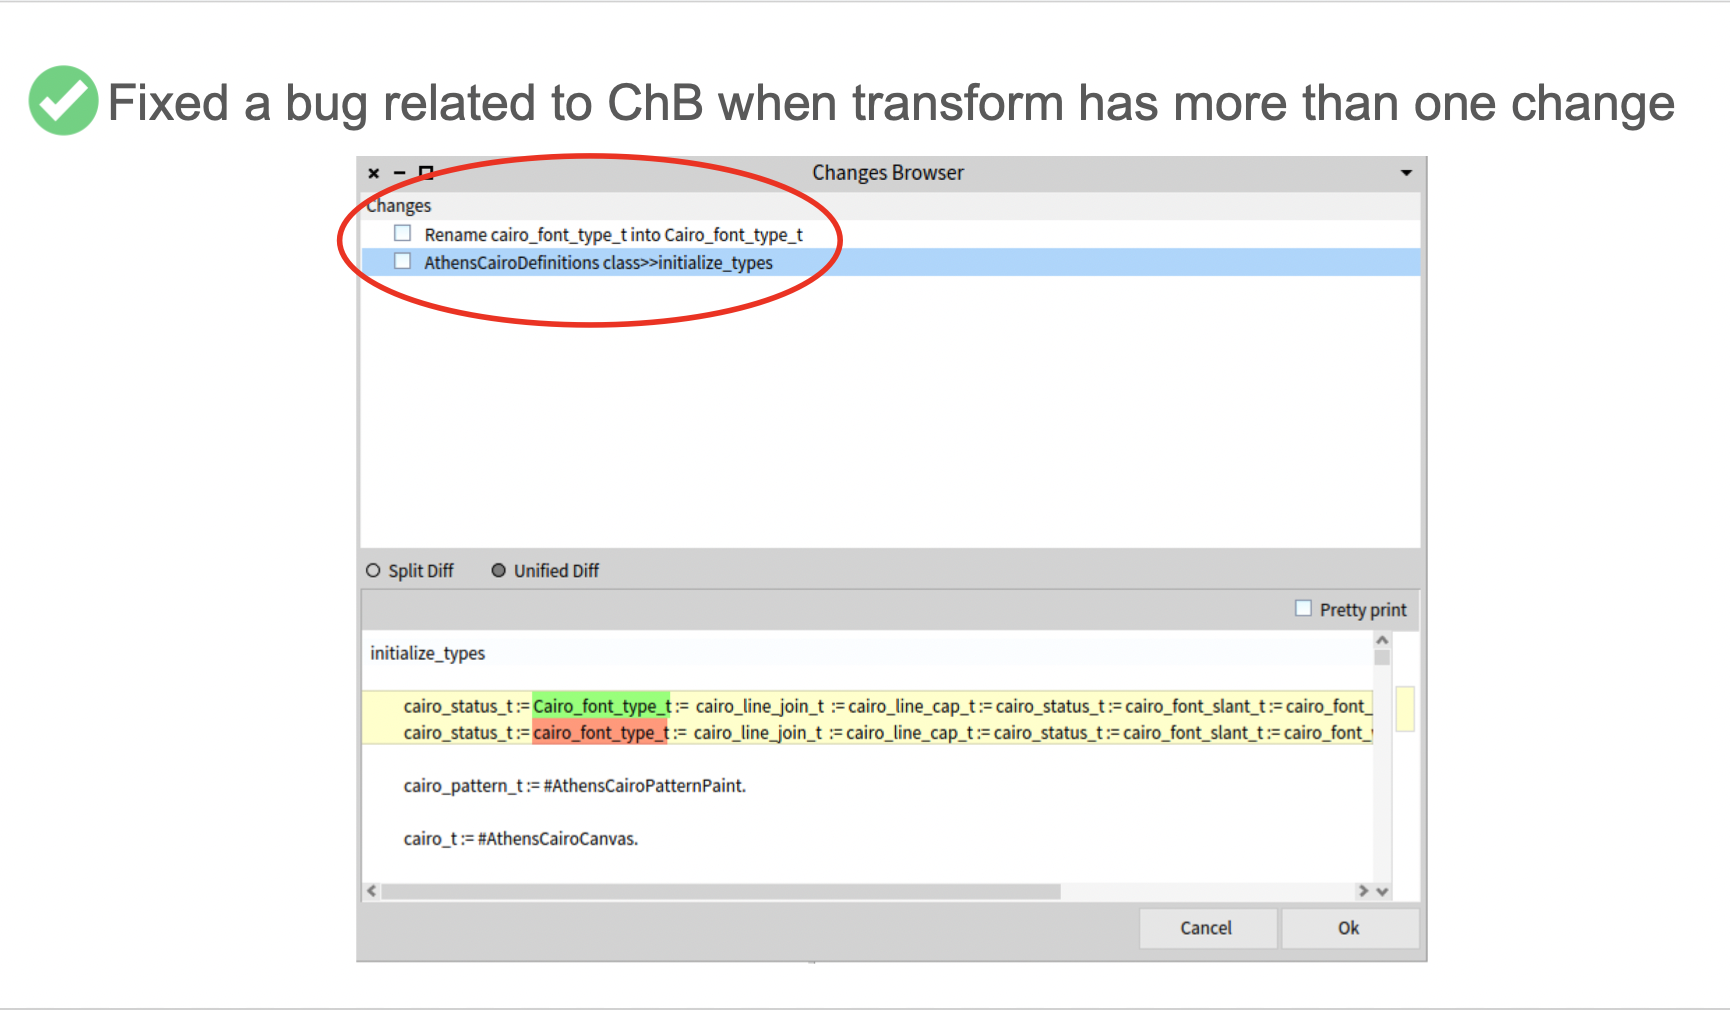 Fixed a bug related to ChB when transform has more than one change
Changes Browser
Changes
Rename cairo_font_type_t into Cairo_font_type_t
AthensCairoDefinitions class>>initialize_types
Split Diff Unified Diff
Pretty print
initialize_types
cairo_status_t := Cairo_font_type_t := cairo_line_join_t := cairo_line_cap_t := cairo_status_t := cairo_font_slant_t := cairo_font_
cairo_status_t := cairo_font_type_t := cairo_line_join_t := cairo_line_cap_t := cairo_status_t := cairo_font_slant_t := cairo_font_
cairo_pattern_t := #AthensCairoPatternPaint.
cairo_t := #AthensCairoCanvas.
Cancel Ok